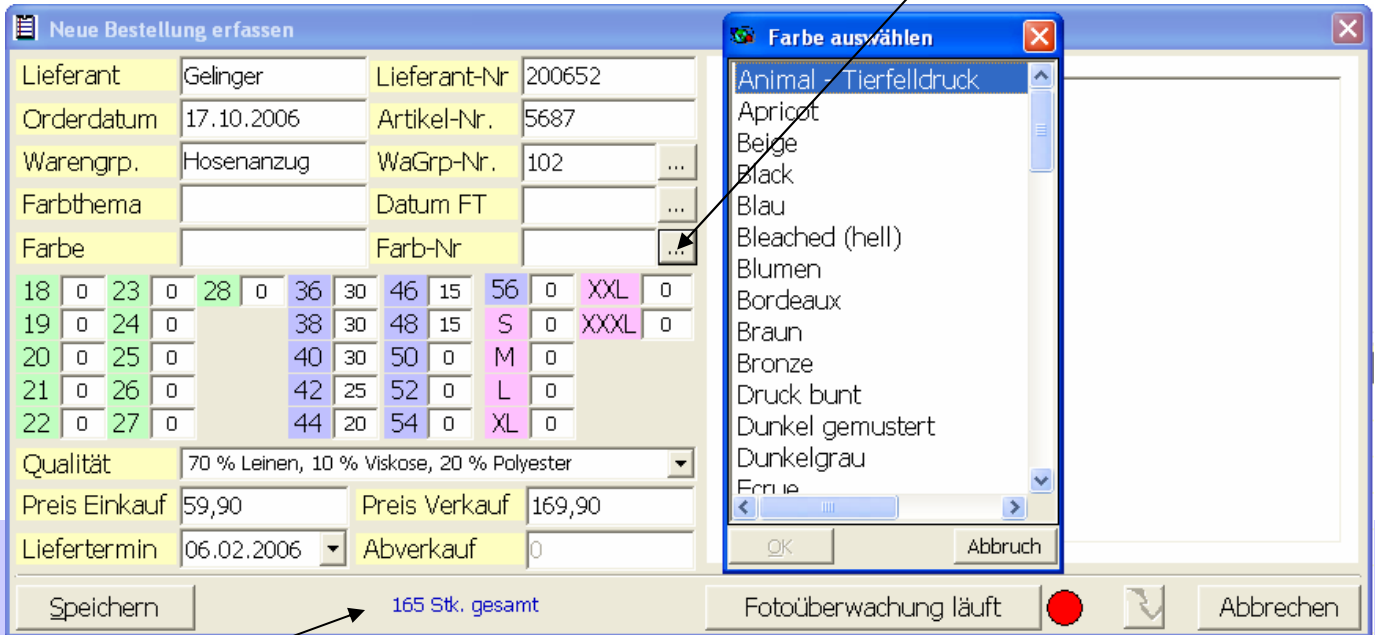 Neue Bestellung erfassen
Lieferant Gelinger Lieferant-Nr 200652
Orderdatum 17.10.2006 Artikel-Nr. 5687
Warengrp. Hosenanzug WaGrp-Nr. 102 ...
Farbthema Datum FT ...
Farbe Farb-Nr ...
18 0 23 0 28 0 36 30 46 15 56 0 XXL 0
19 0 24 0 38 30 48 15 S 0 XXXL 0
20 0 25 0 40 30 50 0 M 0
21 0 26 0 42 25 52 0 L 0
22 0 27 0 44 20 54 0 XL 0
Qualität 70 % Leinen, 10 % Viskose, 20 % Polyester
Preis Einkauf 59,90 Preis Verkauf 169,90
Liefertermin 06.02.2006 Abverkauf 0
Speichern 165 Stk. gesamt Fotoüberwachung läuft Abbrechen
Farbe auswählen
Animal - Tierfelldruck
Apricot
Beige
Black
Blau
Bleached (hell)
Blumen
Bordeaux
Braun
Bronze
Druck bunt
Dunkel gemustert
Dunkelgrau
Ecrue
OK Abbruch